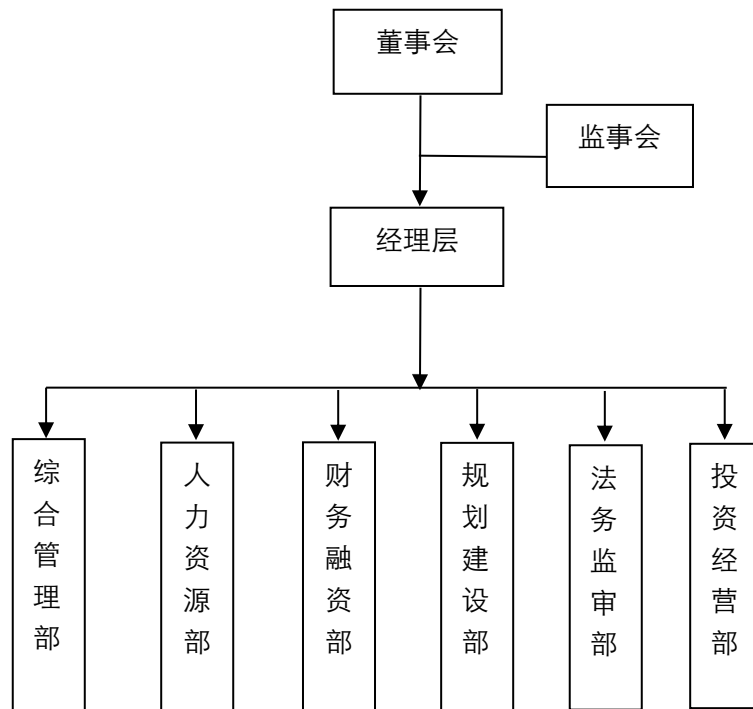 董事会
监事会
经理层
综合管理部
人力资源部
财务融资部
规划建设部
法务监审部
投资经营部